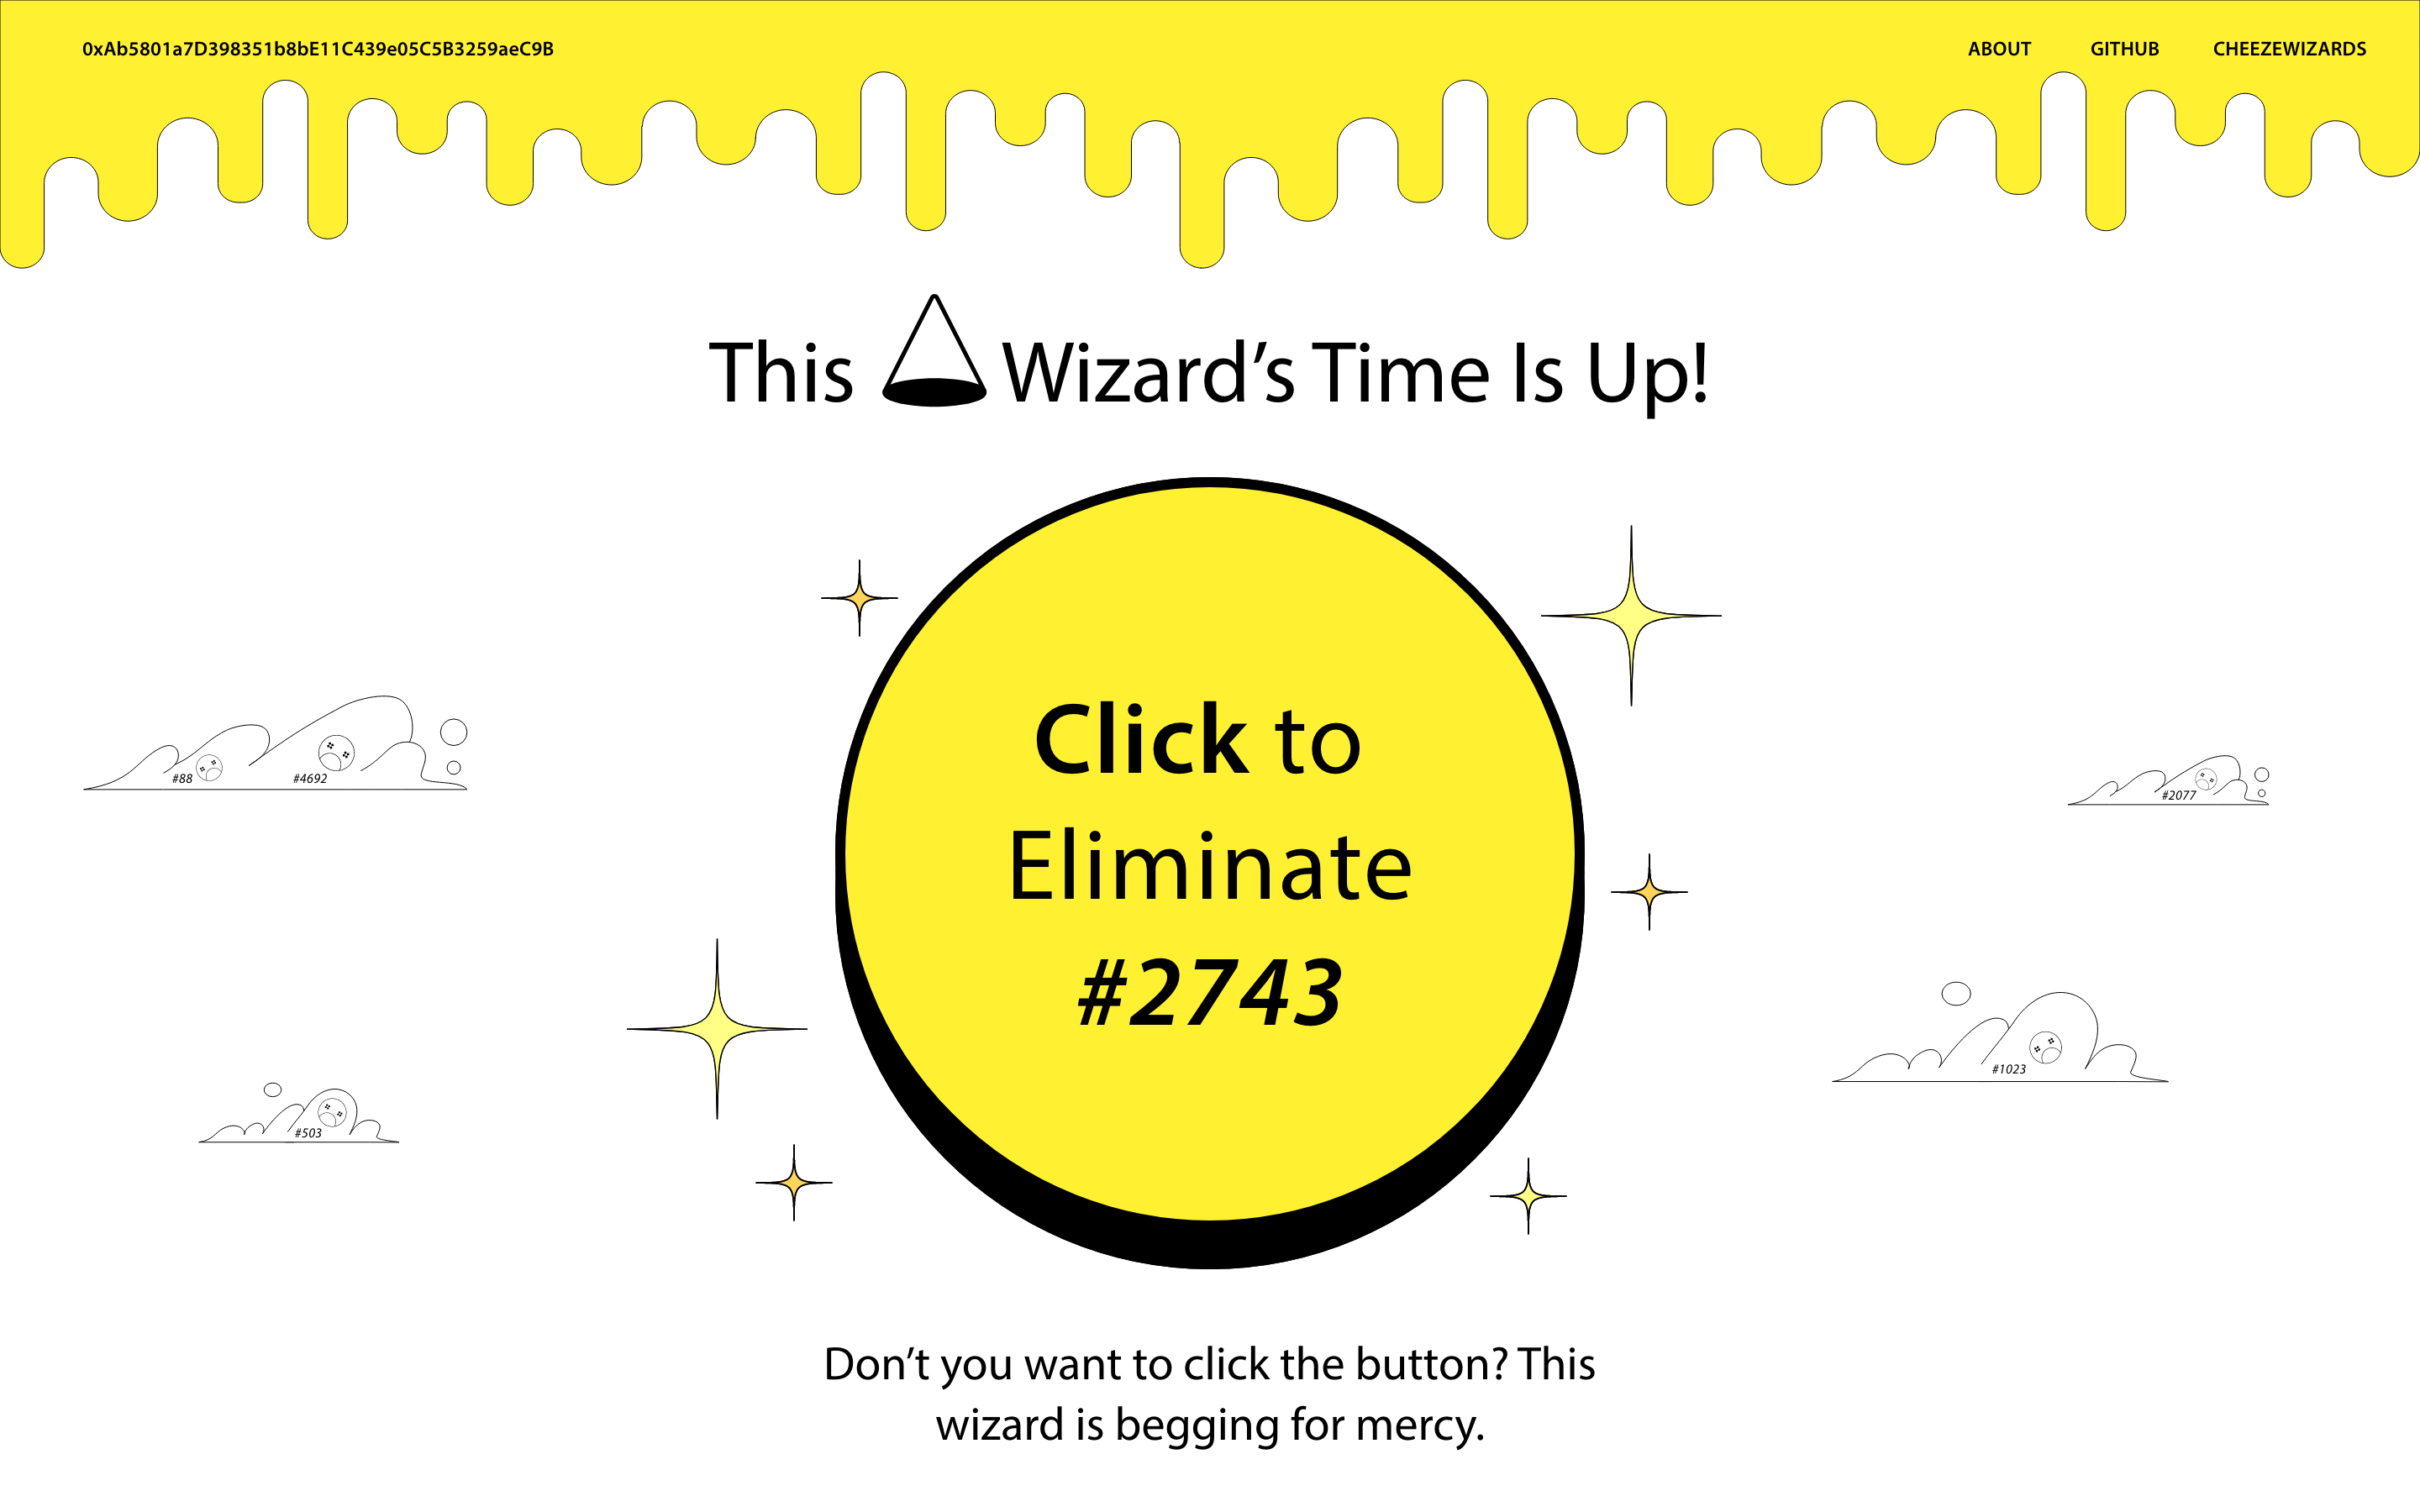 0xAb5801a7D398351b8bE11C439e05C5B3259aeC9B
ABOUT GITHUB CHEEZEWIZARDS
This Wizard’s Time Is Up!
Click to
Eliminate
#2743
#88 #4692
#2077
#1023
#503
Don’t you want to click the button? This
wizard is begging for mercy.